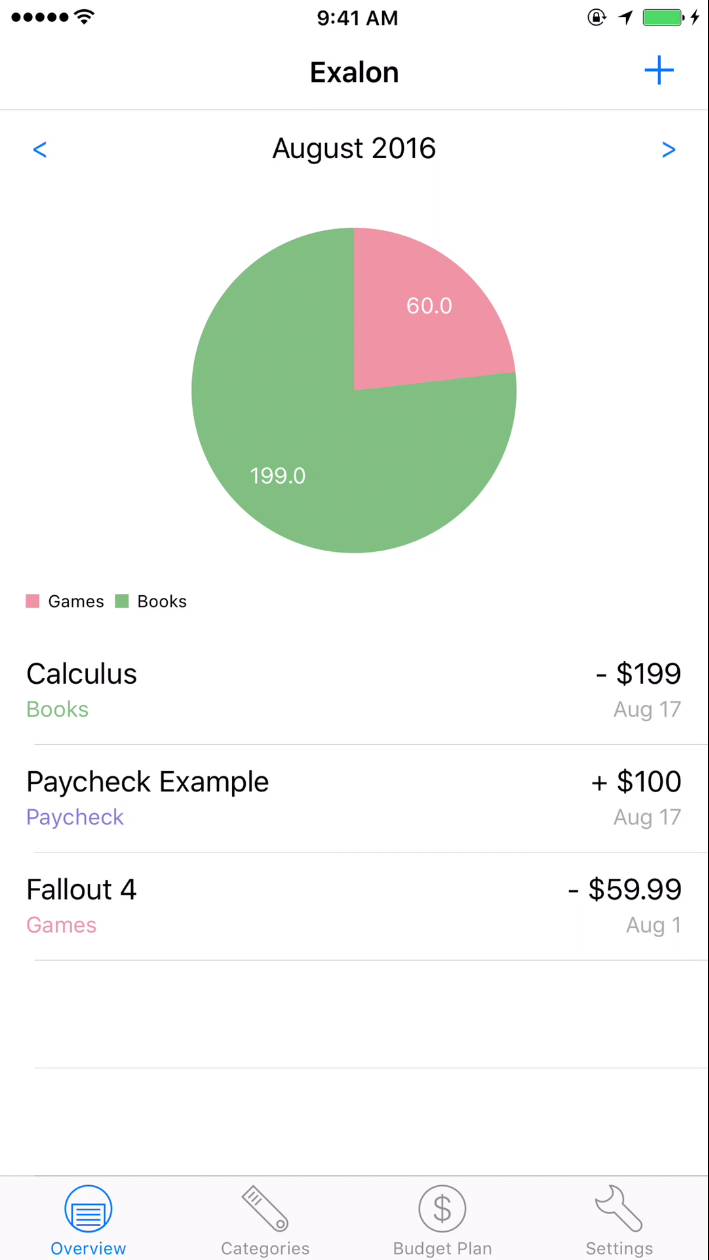 9:41 AM
Exalon
+
< August 2016 >
60.0
199.0
Games Books
Calculus - $199
Books Aug 17
Paycheck Example + $100
Paycheck Aug 17
Fallout 4 - $59.99
Games Aug 1
$
Overview Categories Budget Plan Settings